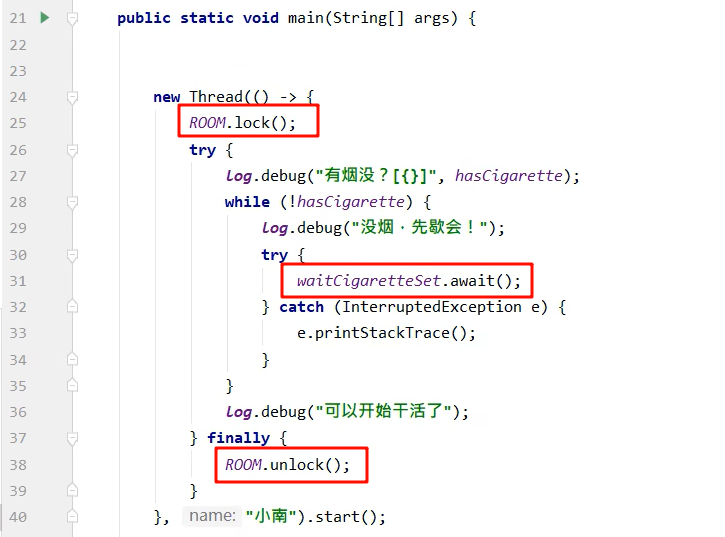 21 public static void main(String[] args) {
22
23
24 new Thread(() -> {
25 ROOM.lock();
26 try {
27 log.debug("有烟没？[{}]", hasCigarette);
28 while (!hasCigarette) {
29 log.debug("没烟，先歇会！");
30 try {
31 waitCigaretteSet.await();
32 } catch (InterruptedException e) {
33 e.printStackTrace();
34 }
35 }
36 log.debug("可以开始干活了");
37 } finally {
38 ROOM.unlock();
39 }
40 }, name: "小南").start();